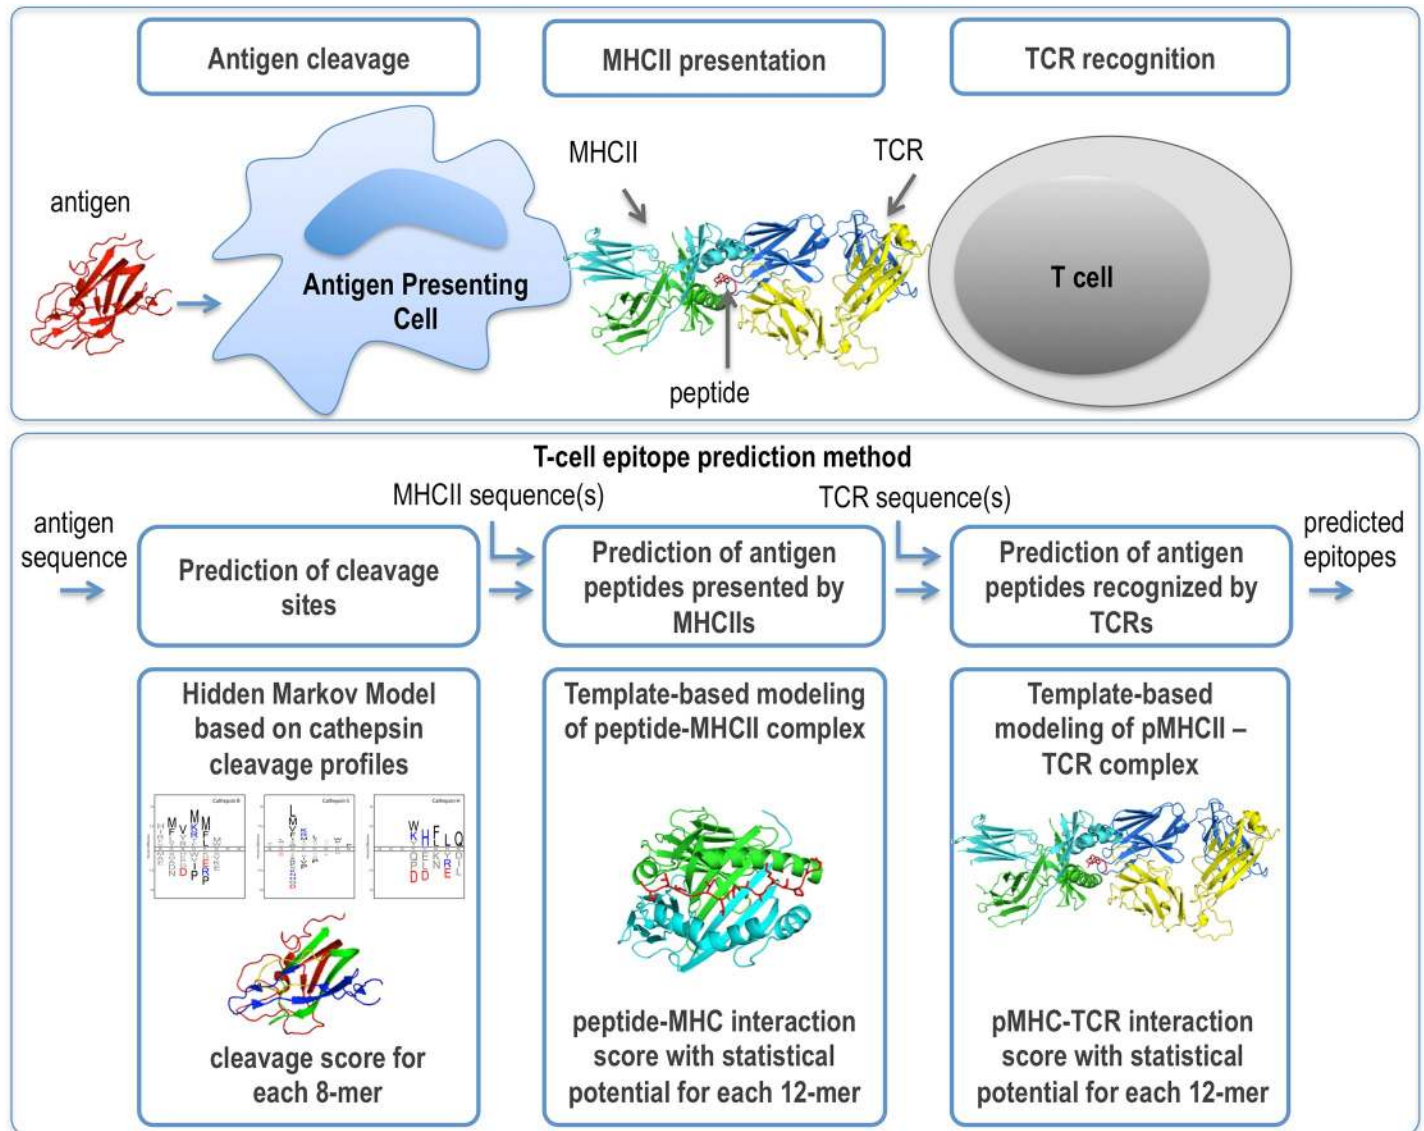 Antigen cleavage
MHCII presentation
TCR recognition
MHCII
TCR
antigen
Antigen Presenting
Cell
T cell
peptide
T-cell epitope prediction method
MHCII sequence(s)
TCR sequence(s)
antigen
sequence
predicted
epitopes
Prediction of cleavage
sites
Prediction of antigen
peptides presented by
MHCIIs
Prediction of antigen
peptides recognized by
TCRs
Hidden Markov Model
based on cathepsin
cleavage profiles
Cathepsin B
Cathepsin S
Cathepsin H
cleavage score for
each 8-mer
Template-based modeling
of peptide-MHCII complex
peptide-MHC interaction
score with statistical
potential for each 12-mer
Template-based
modeling of pMHCII –
TCR complex
pMHC-TCR interaction
score with statistical
potential for each 12-mer